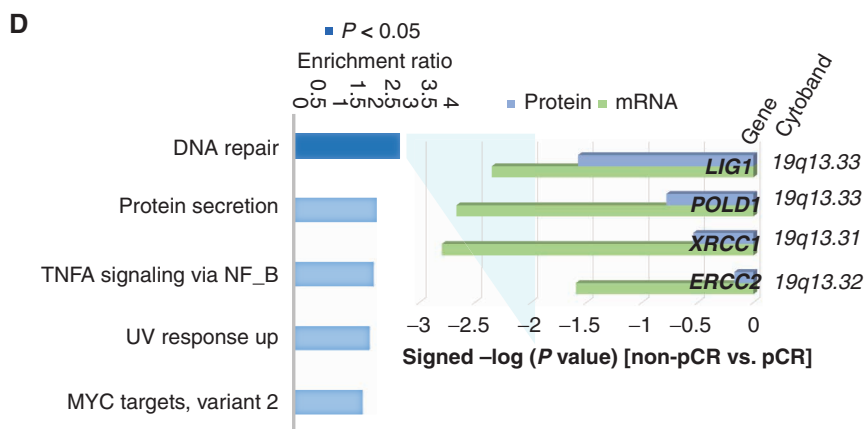 D
P < 0.05
Enrichment ratio
0 0.5 1 1.5 2 2.5 3 3.5 4
Protein mRNA
Gene
Cytoband
DNA repair
Protein secretion
TNFA signaling via NF_B
UV response up
MYC targets, variant 2
LIG1 19q13.33
POLD1 19q13.33
XRCC1 19q13.31
ERCC2 19q13.32
–3 –2.5 –2 –1.5 –1 –0.5 0
Signed –log (P value) [non-pCR vs. pCR]